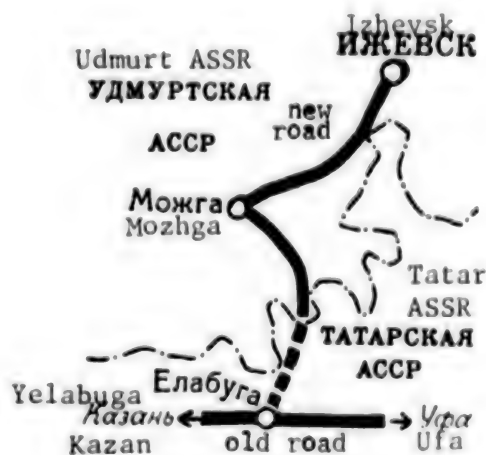 Izhevsk
ИЖЕВСК
Udmurt ASSR
УДМУРТСКАЯ
АССР
new
road
Можга
Mozhga
Tatar
ASSR
ТАТАРСКАЯ
АССР
Елабуга
Yelabuga
Казань
Kazan
old road
Уфа
Ufa